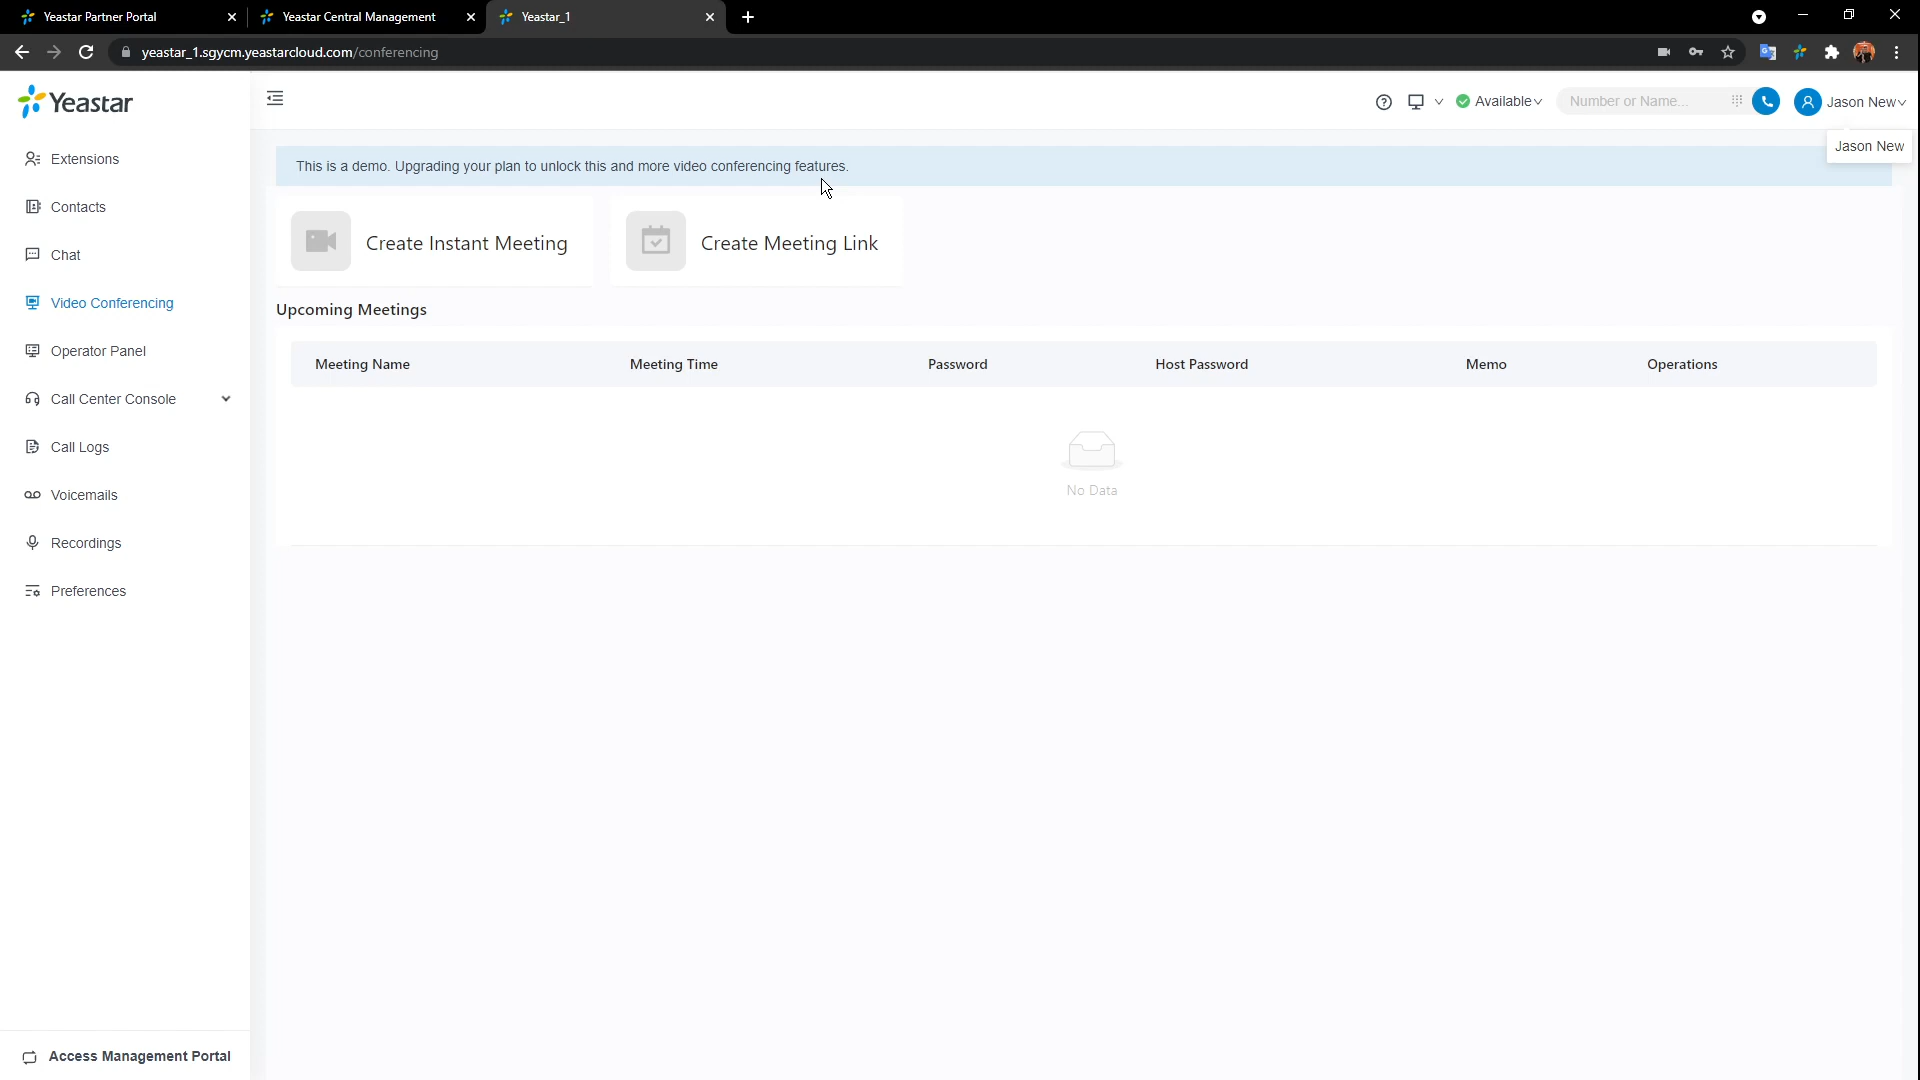 Yeastar Partner Portal
Yeastar Central Management
Yeastar_1
yeastar_1.sgycm.yeastarcloud.com/conferencing
Yeastar
Available
Number or Name...
Jason New
Jason New
Extensions
Contacts
Chat
Video Conferencing
Operator Panel
Call Center Console
Call Logs
Voicemails
Recordings
Preferences
Access Management Portal
This is a demo. Upgrading your plan to unlock this and more video conferencing features.
Create Instant Meeting
Create Meeting Link
Upcoming Meetings
Meeting Name Meeting Time Password Host Password Memo Operations
No Data